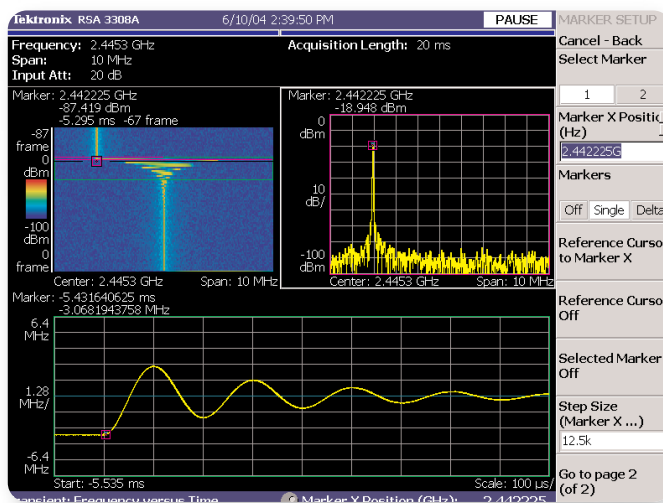 Tektronix RSA 3308A 6/10/04 2:39:50 PM PAUSE
Frequency: 2.4453 GHz Acquisition Length: 20 ms
Span: 10 MHz
Input Att: 20 dB
Marker: 2.442225 GHz
-87.419 dBm
-5.295 ms -67 frame
-87
frame
0
dBm
-100
dBm
0
frame
Center: 2.4453 GHz Span: 10 MHz
Marker: 2.442225 GHz
-18.948 dBm
0
dBm
10
dB/
-100
dBm
Center: 2.4453 GHz Span: 10 MHz
Marker: -5.431640625 ms
-3.0681943758 MHz
6.4
MHz
1.28
MHz/
-6.4
MHz
Start: -5.535 ms Scale: 100 µs/
Transient: Frequency versus Time Marker X Position (GHz): 2.442225
MARKER SETUP
Cancel - Back
Select Marker
1 2
Marker X Positic
(Hz)
2.442225G
Markers
Off Single Delta
Reference Curso
to Marker X
Reference Curso
Off
Selected Marker
Off
Step Size
(Marker X ...)
12.5k
Go to page 2
(of 2)